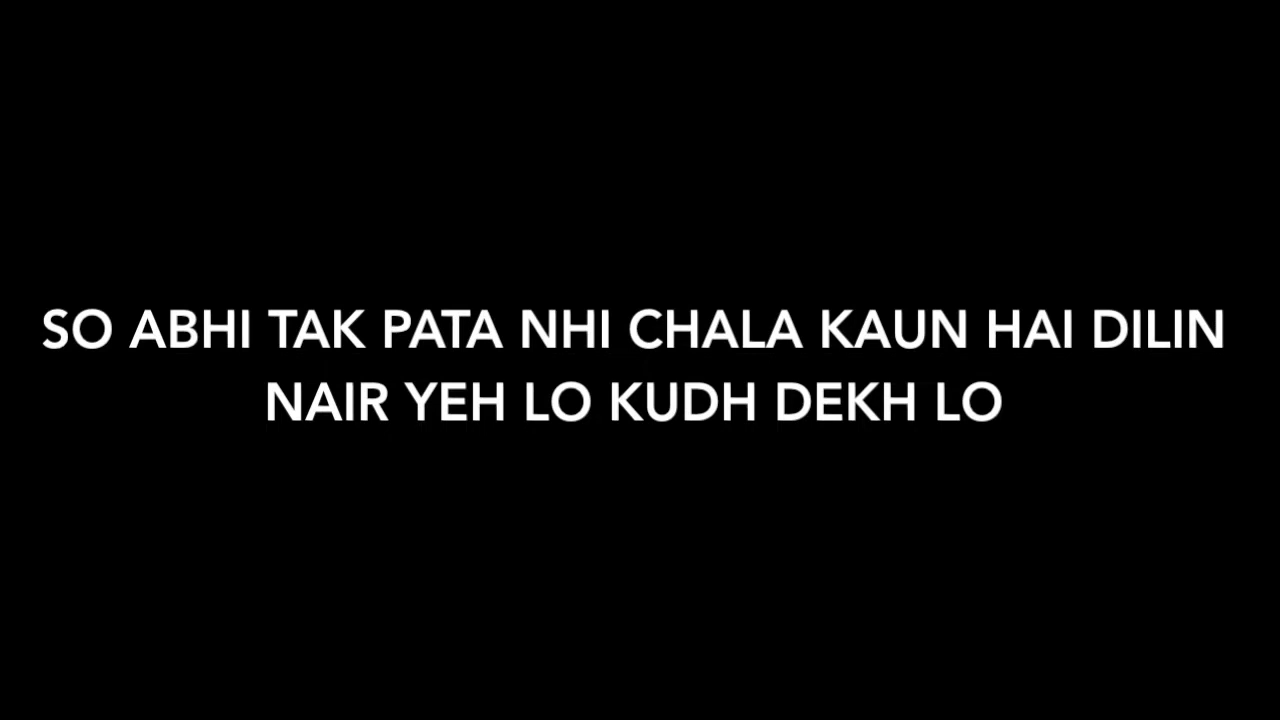 SO ABHI TAK PATA NHI CHALA KAUN HAI DILIN
NAIR YEH LO KUDH DEKH LO